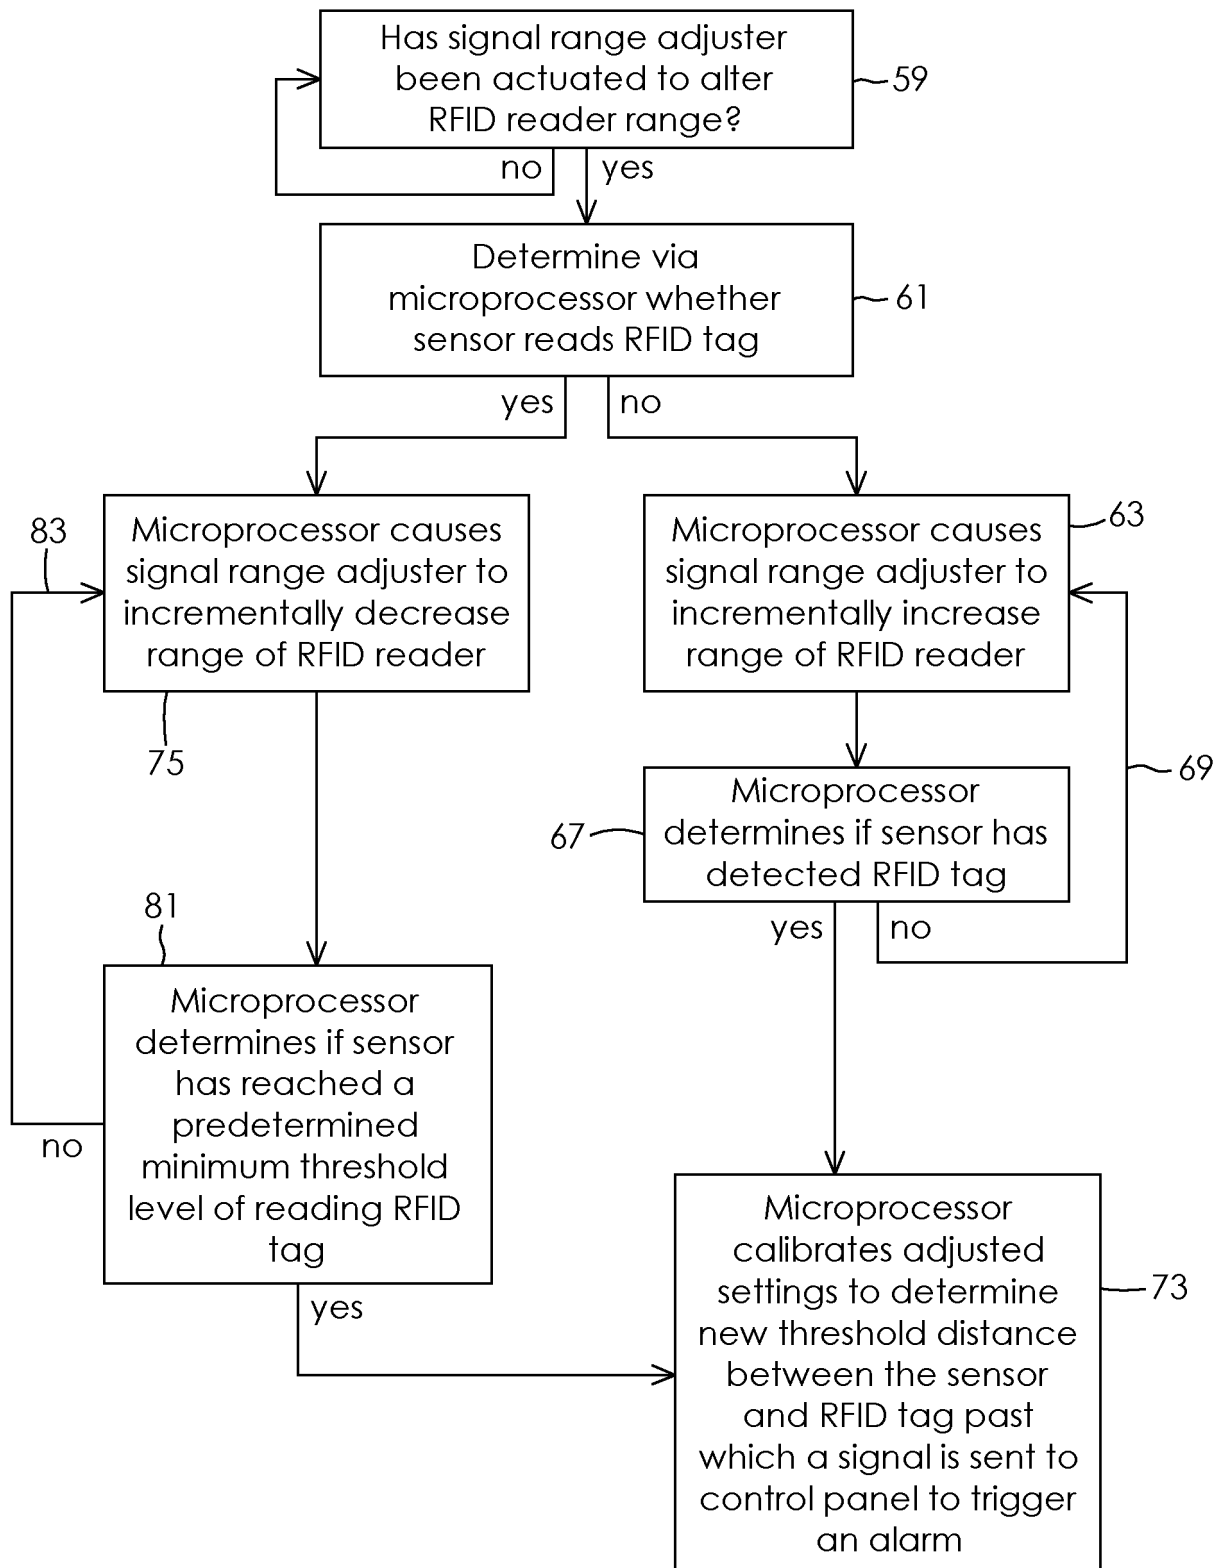 Has signal range adjuster
been actuated to alter
RFID reader range?
59
no
yes
Determine via
microprocessor whether
sensor reads RFID tag
61
yes
no
83
Microprocessor causes
signal range adjuster to
incrementally decrease
range of RFID reader
75
Microprocessor causes
signal range adjuster to
incrementally increase
range of RFID reader
63
69
67
Microprocessor
determines if sensor has
detected RFID tag
yes
no
81
Microprocessor
determines if sensor
has reached a
predetermined
minimum threshold
level of reading RFID
tag
no
yes
Microprocessor
calibrates adjusted
settings to determine
new threshold distance
between the sensor
and RFID tag past
which a signal is sent to
control panel to trigger
an alarm
73